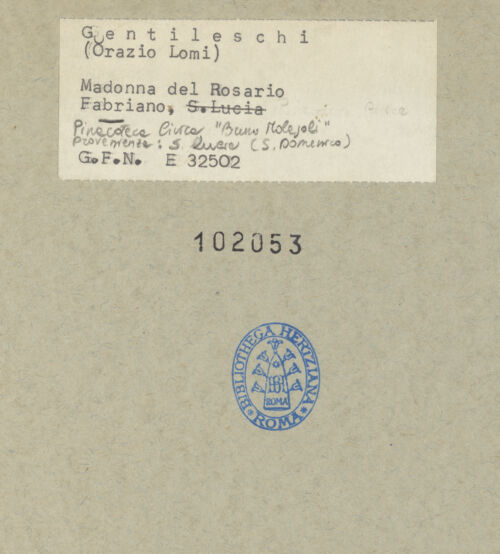 Gentileschi
(Orazio Lomi)
Madonna del Rosario
Fabriano, S.Lucia
Pinacoteca Civica "Bruno Molajoli"
Provenienza: S. Lucia (S. Domenico)
G.F.N. E 32502
102053
BIBLIOTHECA HERTZIANA
ROMA
ROMA